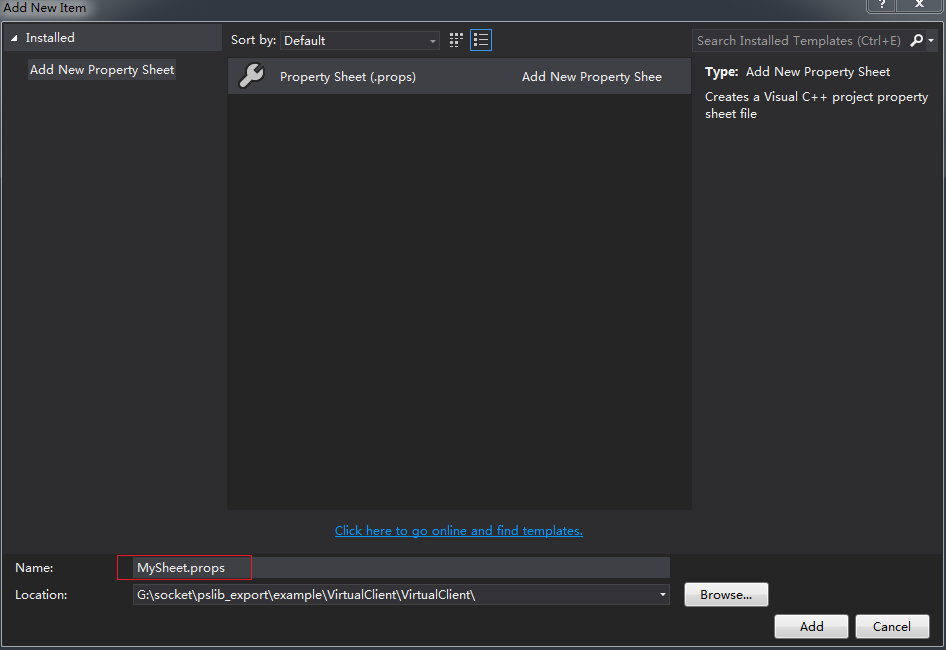 Add New Item
?
x
Installed
Sort by: Default
Search Installed Templates (Ctrl+E)
Add New Property Sheet
Property Sheet (.props)
Add New Property Shee
Type: Add New Property Sheet
Creates a Visual C++ project property
sheet file
Click here to go online and find templates.
Name:
MySheet.props
Location:
G:\socket\pslib_export\example\VirtualClient\VirtualClient\
Browse...
Add
Cancel